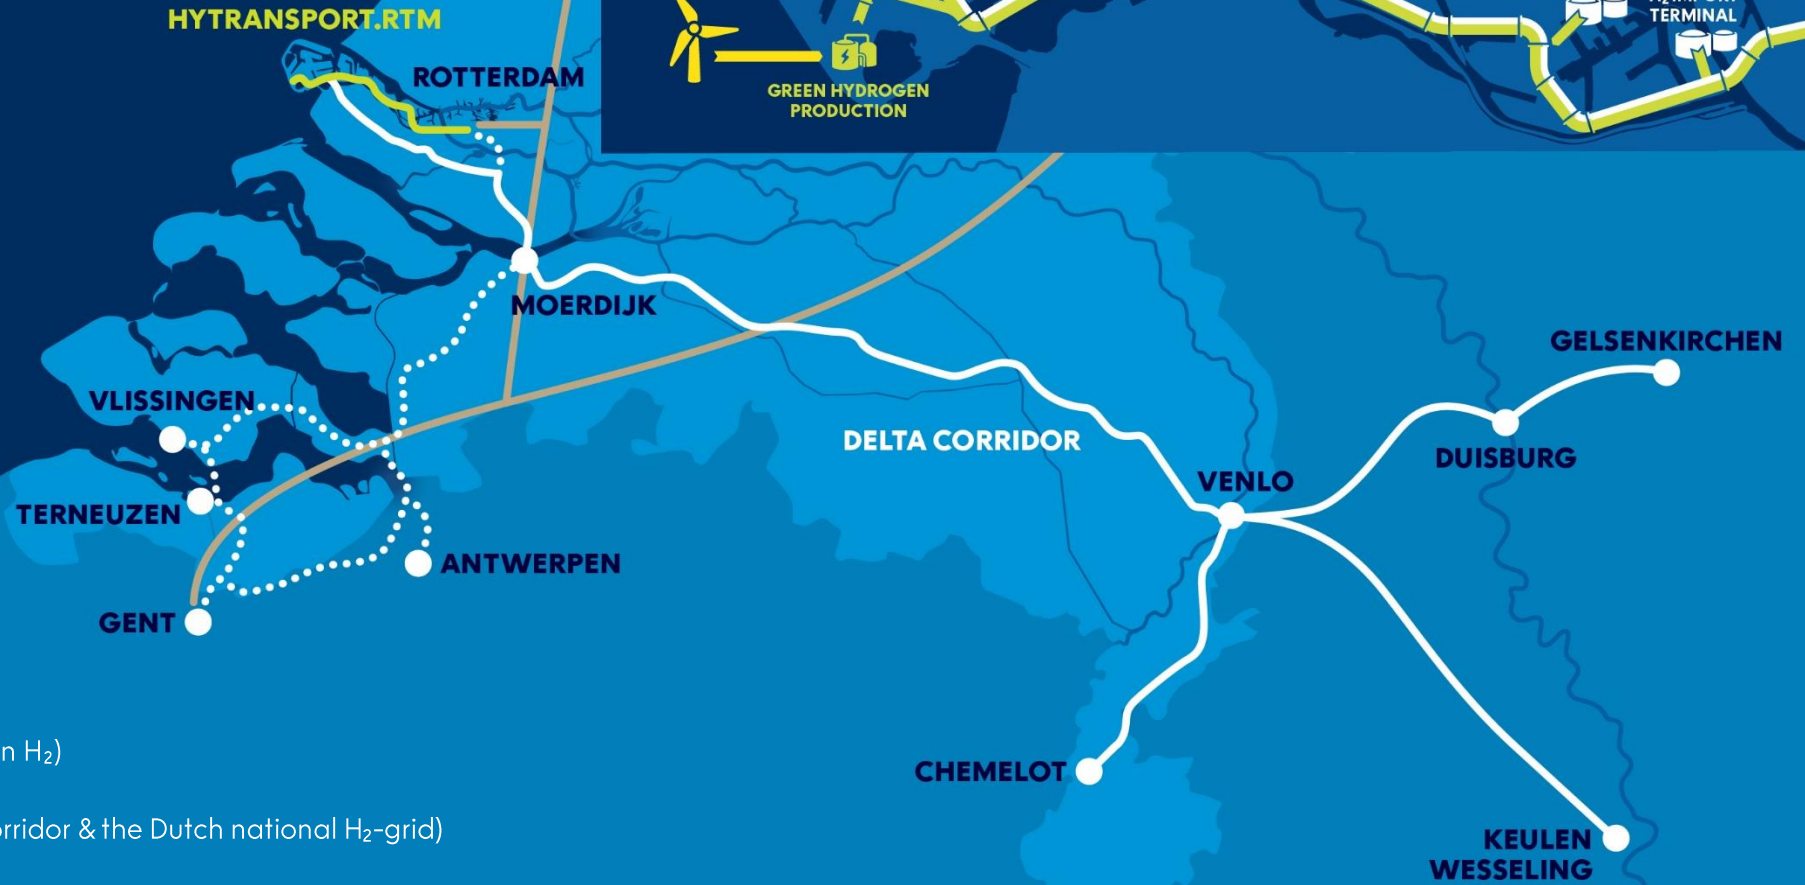 HYTRANSPORT.RTM
ROTTERDAM
TERMINAL
GREEN HYDROGEN
PRODUCTION
MOERDIJK
GELSENKIRCHEN
VLISSINGEN
DELTA CORRIDOR
DUISBURG
VENLO
TERNEUZEN
ANTWERPEN
GENT
n H₂)
CHEMELOT
orridor & the Dutch national H₂-grid)
KEULEN
WESSELING